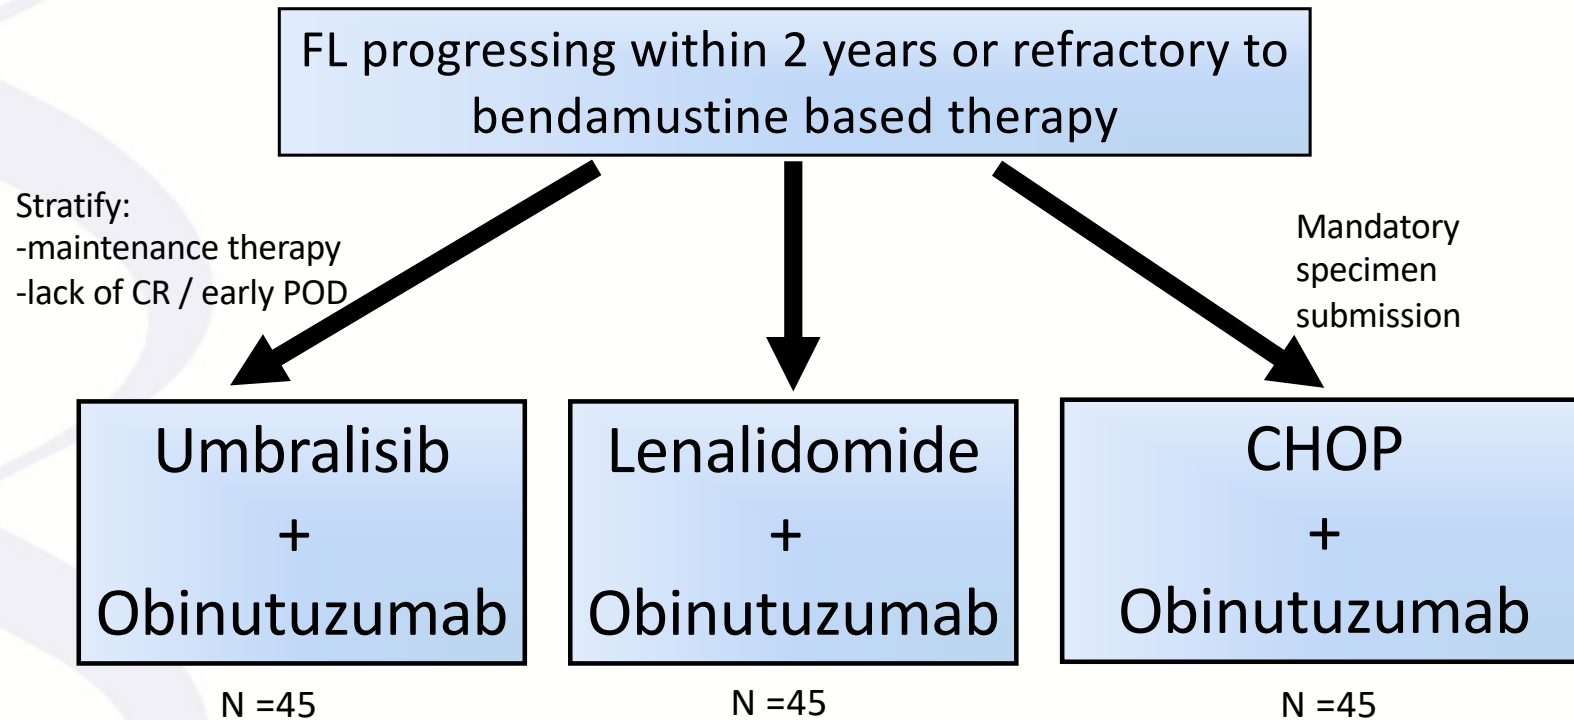 FL progressing within 2 years or refractory to
bendamustine based therapy
Stratify:
-maintenance therapy
-lack of CR / early POD
Mandatory
specimen
submission
Umbralisib
+
Obinutuzumab
N =45
Lenalidomide
+
Obinutuzumab
N =45
CHOP
+
Obinutuzumab
N =45